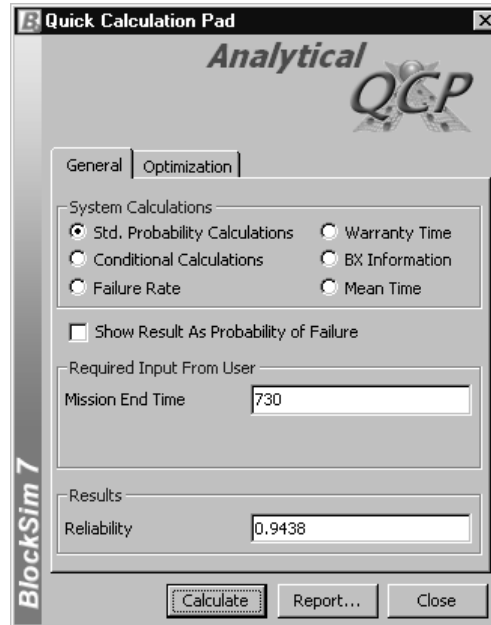 Quick Calculation Pad
Analytical
QCP
General Optimization
System Calculations
Std. Probability Calculations Warranty Time
Conditional Calculations BX Information
Failure Rate Mean Time
Show Result As Probability of Failure
Required Input From User
Mission End Time 730
Results
Reliability 0.9438
Calculate Report... Close
BlockSim 7